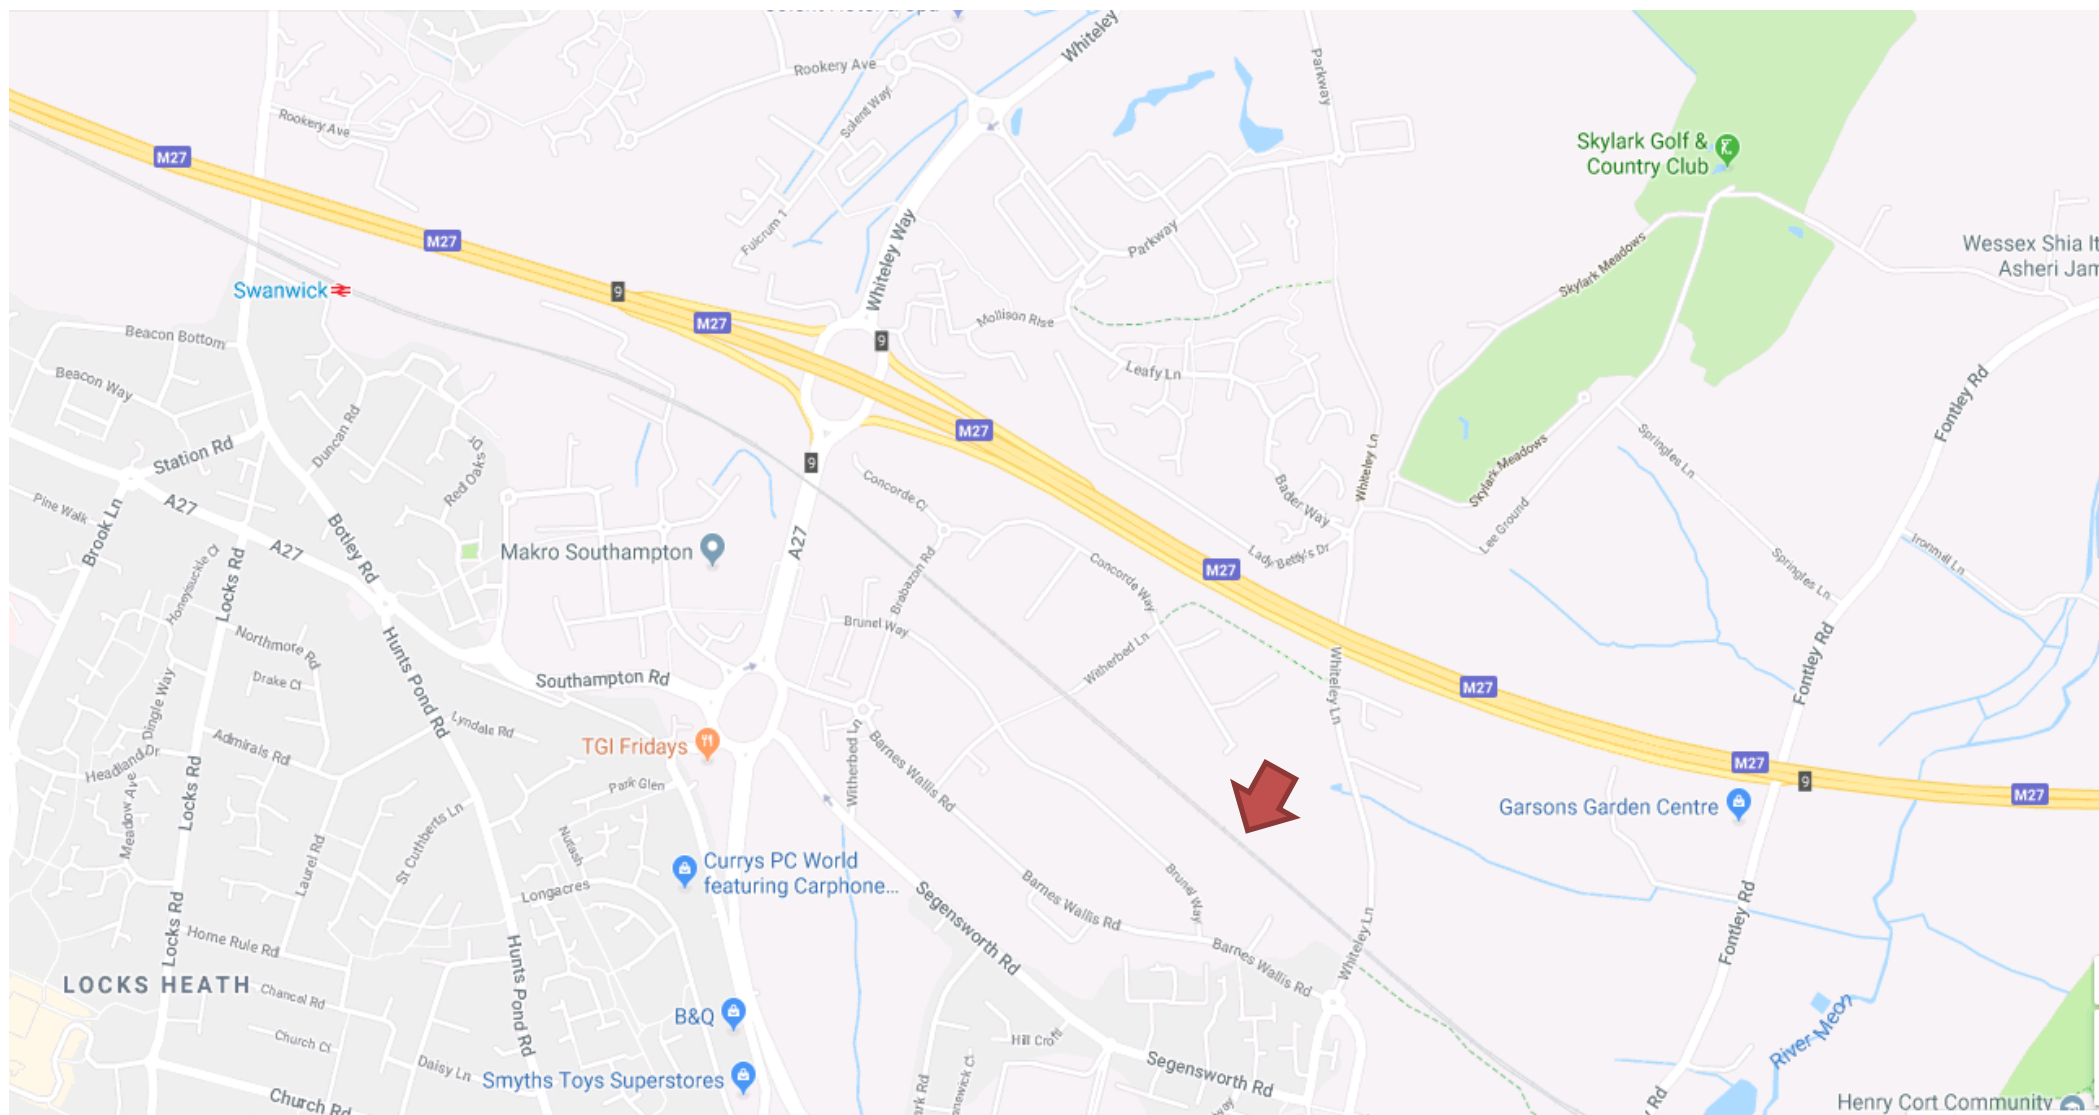 Whiteley
Rookery Ave
Parkway
Solent Way
Rookery Ave
M27
Skylark Golf &
Country Club
M27
Fulcrum 1
Whiteley Way
Parkway
Skylark Meadows
Wessex Shia It
Asheri Jam
Swanwick
9
M27
Mollison Rise
9
Beacon Bottom
Leafy Ln
Beacon Way
Fontley Rd
Duncan Rd
M27
Station Rd
Red Oaks Dr
9
Springles Ln
Whiteley Ln
Skylark Meadows
Concorde Cl
Bader Way
A27
Pine Walk
Brook Ln
Botley Rd
A27
Makro Southampton
A27
Lee Ground
Lady Betty's Dr
Ironmill Ln
M27
Concorde Way
Springles Ln
Honeysuckle Cl
Locks Rd
Brabazon Rd
Brunel Way
Northmore Rd
Hunts Pond Rd
Witherbed Ln
Fontley Rd
Southampton Rd
Drake Cl
Whiteley Ln
M27
Dingle Way
Lyndale Rd
Admirals Rd
TGI Fridays
Headland Dr
Witherbed Ln
Barnes Wallis Rd
M27
9
M27
Park Glen
Locks Rd
Meadow Ave
St Cuthberts Ln
Garsons Garden Centre
Laurel Rd
Nutash
Currys PC World
featuring Carphone...
Longacres
Brunel Way
Barnes Wallis Rd
Segensworth Rd
Fontley Rd
Locks Rd
Home Rule Rd
Whiteley Ln
Barnes Wallis Rd
LOCKS HEATH
Chancel Rd
Hunts Pond Rd
B&Q
Church Cl
Hill Croft
River Meon
Daisy Ln
Smyths Toys Superstores
Segensworth Rd
Church Rd
Rd
Henry Cort Community